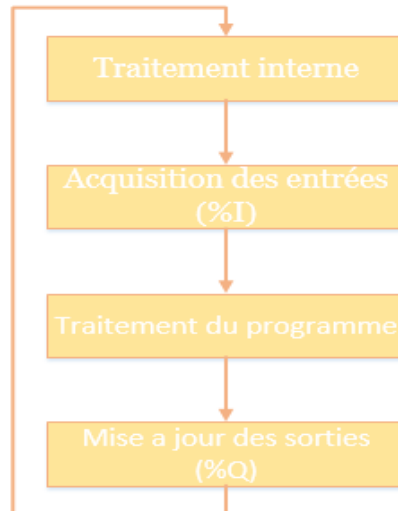 Traitement interne
Acquisition des entrées
(%I)
Traitement du programme
Mise a jour des sorties
(%Q)